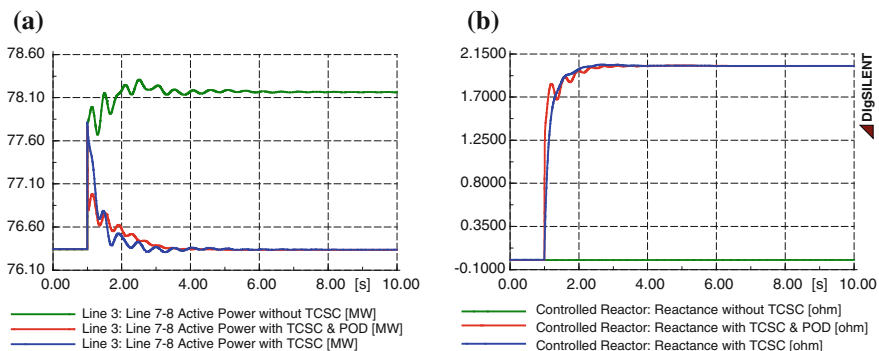 (a)
78.60
78.10
77.60
77.10
76.60
76.10
0.00 2.00 4.00 6.00 [s] 8.00 10.00
Line 3: Line 7-8 Active Power without TCSC [MW]
Line 3: Line 7-8 Active Power with TCSC & POD [MW]
Line 3: Line 7-8 Active Power with TCSC [MW]
(b)
2.1500
1.7000
1.2500
0.8000
0.3500
-0.1000
0.00 2.00 4.00 6.00 [s] 8.00 10.00
DIgSILENT
Controlled Reactor: Reactance without TCSC [ohm]
Controlled Reactor: Reactance with TCSC & POD [ohm]
Controlled Reactor: Reactance with TCSC [ohm]